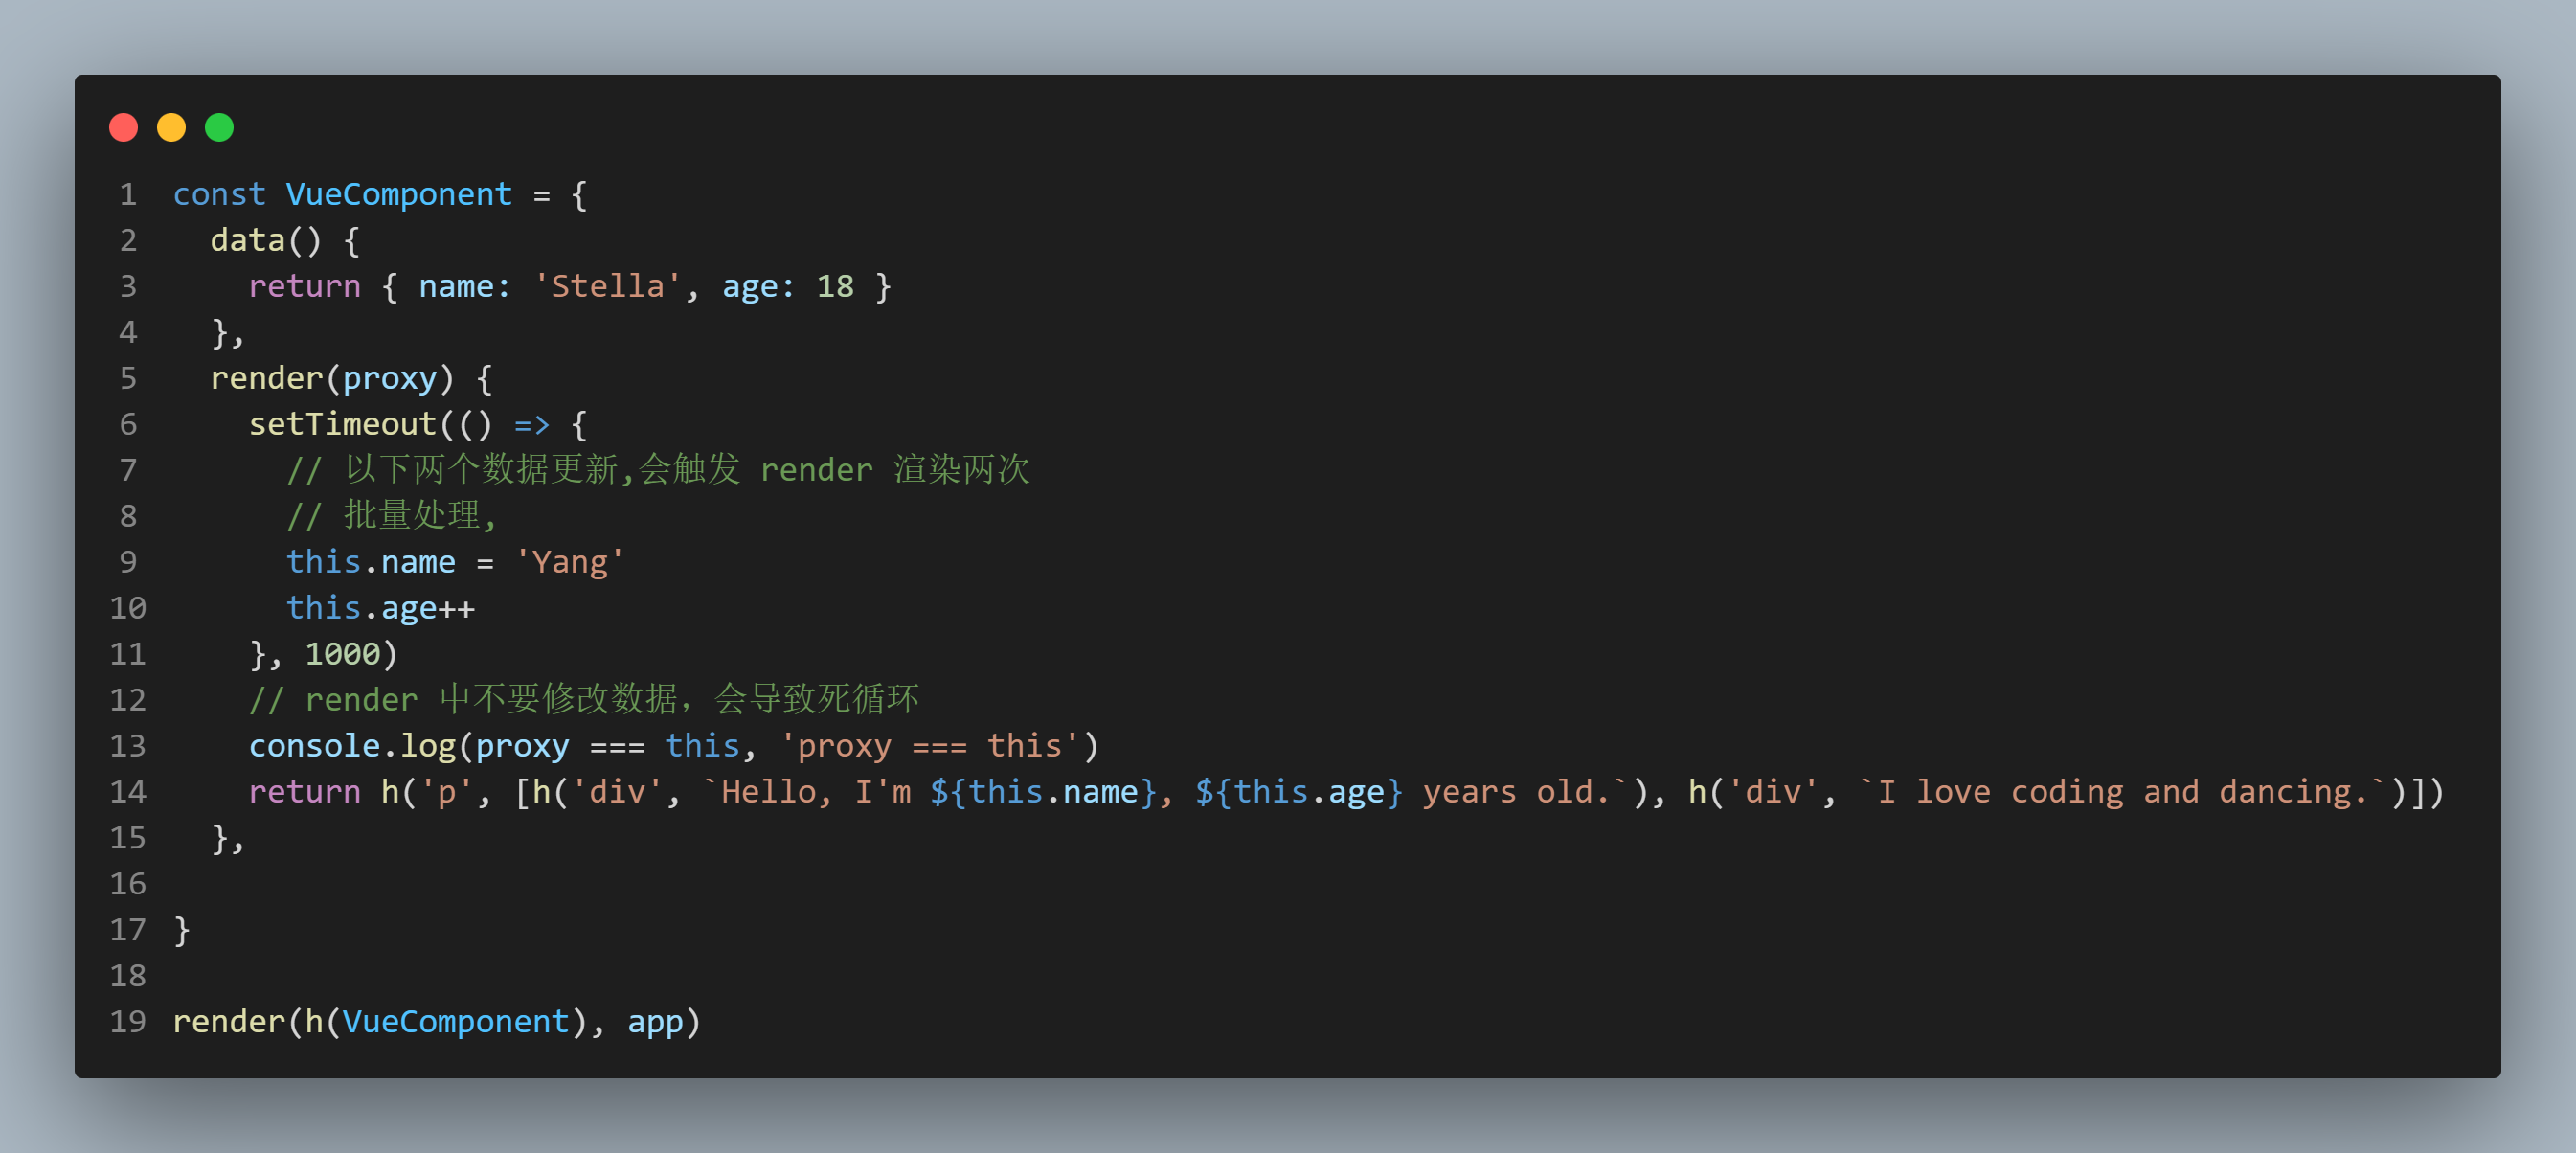 1 const VueComponent = {
2   data() {
3     return { name: 'Stella', age: 18 }
4   },
5   render(proxy) {
6     setTimeout(() => {
7       // 以下两个数据更新,会触发 render 渲染两次
8       // 批量处理,
9       this.name = 'Yang'
10       this.age++
11     }, 1000)
12     // render 中不要修改数据，会导致死循环
13     console.log(proxy === this, 'proxy === this')
14     return h('p', [h('div', `Hello, I'm ${this.name}, ${this.age} years old.`), h('div', `I love coding and dancing.`)])
15   },
16
17 }
18
19 render(h(VueComponent), app)